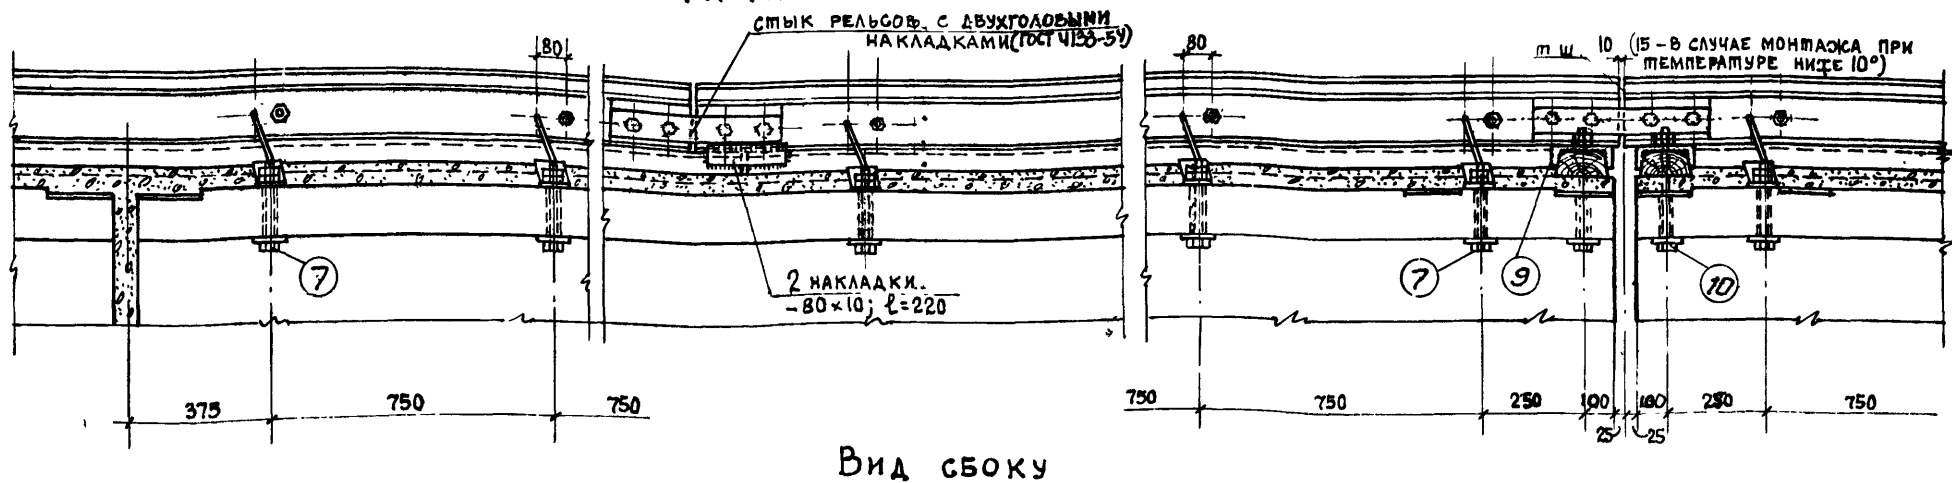 СТЫК РЕЛЬСОВ С ДВУХГОЛОВЫМИ
НАКЛАДКАМИ (ГОСТ 4133-54)
80
80
10 (15 - В СЛУЧАЕ МОНТАЖА ПРИ
ТЕМПЕРАТУРЕ НИЖЕ 10°)
7
2 НАКЛАДКИ
-80×10; ℓ=220
7
9
10
375
750
750
750
750
250
100
100
250
750
25
25
Вид сбоку